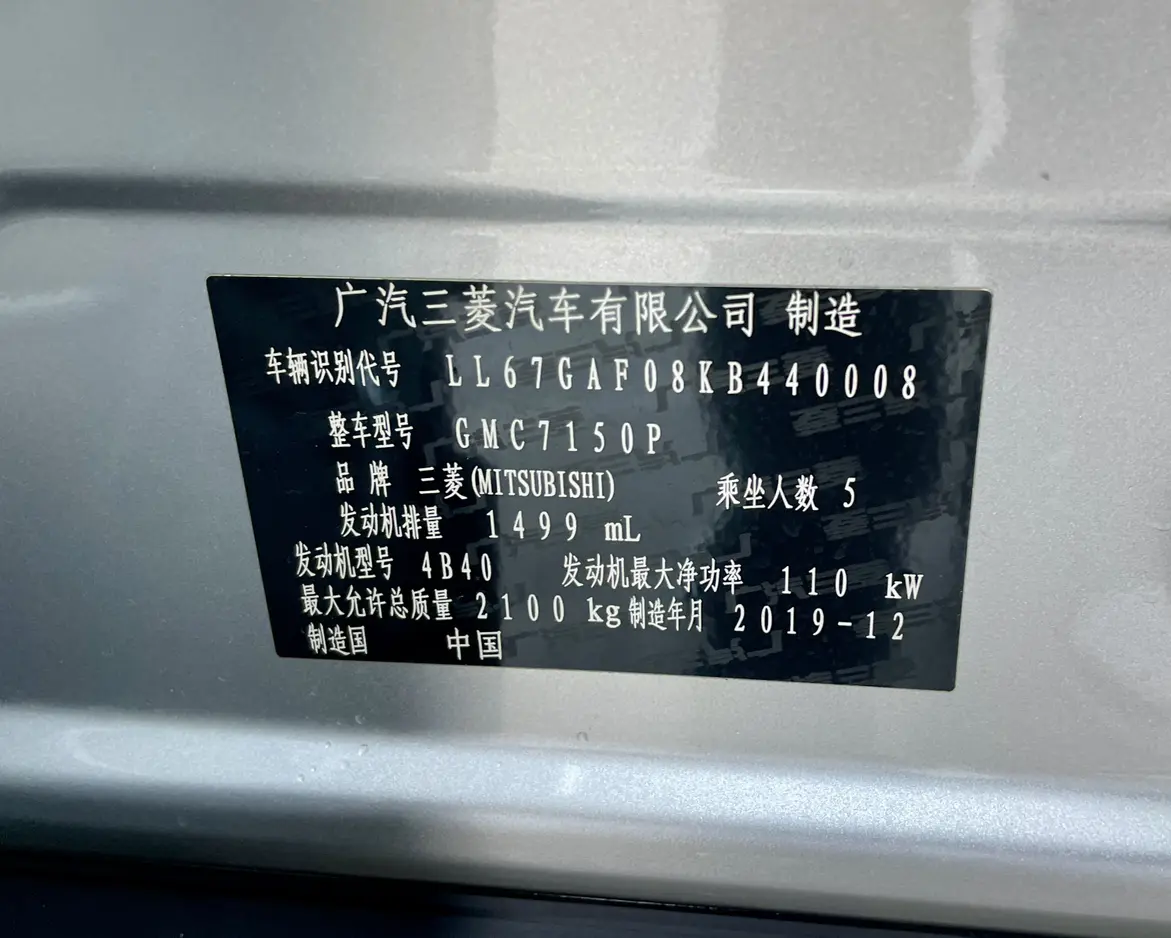 广汽三菱汽车有限公司 制造
车辆识别代号 LL67GAF08KB440008
整车型号 GMC7150P
品牌 三菱(MITSUBISHI) 乘坐人数 5
发动机排量 1499 mL
发动机型号 4B40 发动机最大净功率 110 kW
最大允许总质量 2100 kg 制造年月 2019-12
制造国 中国